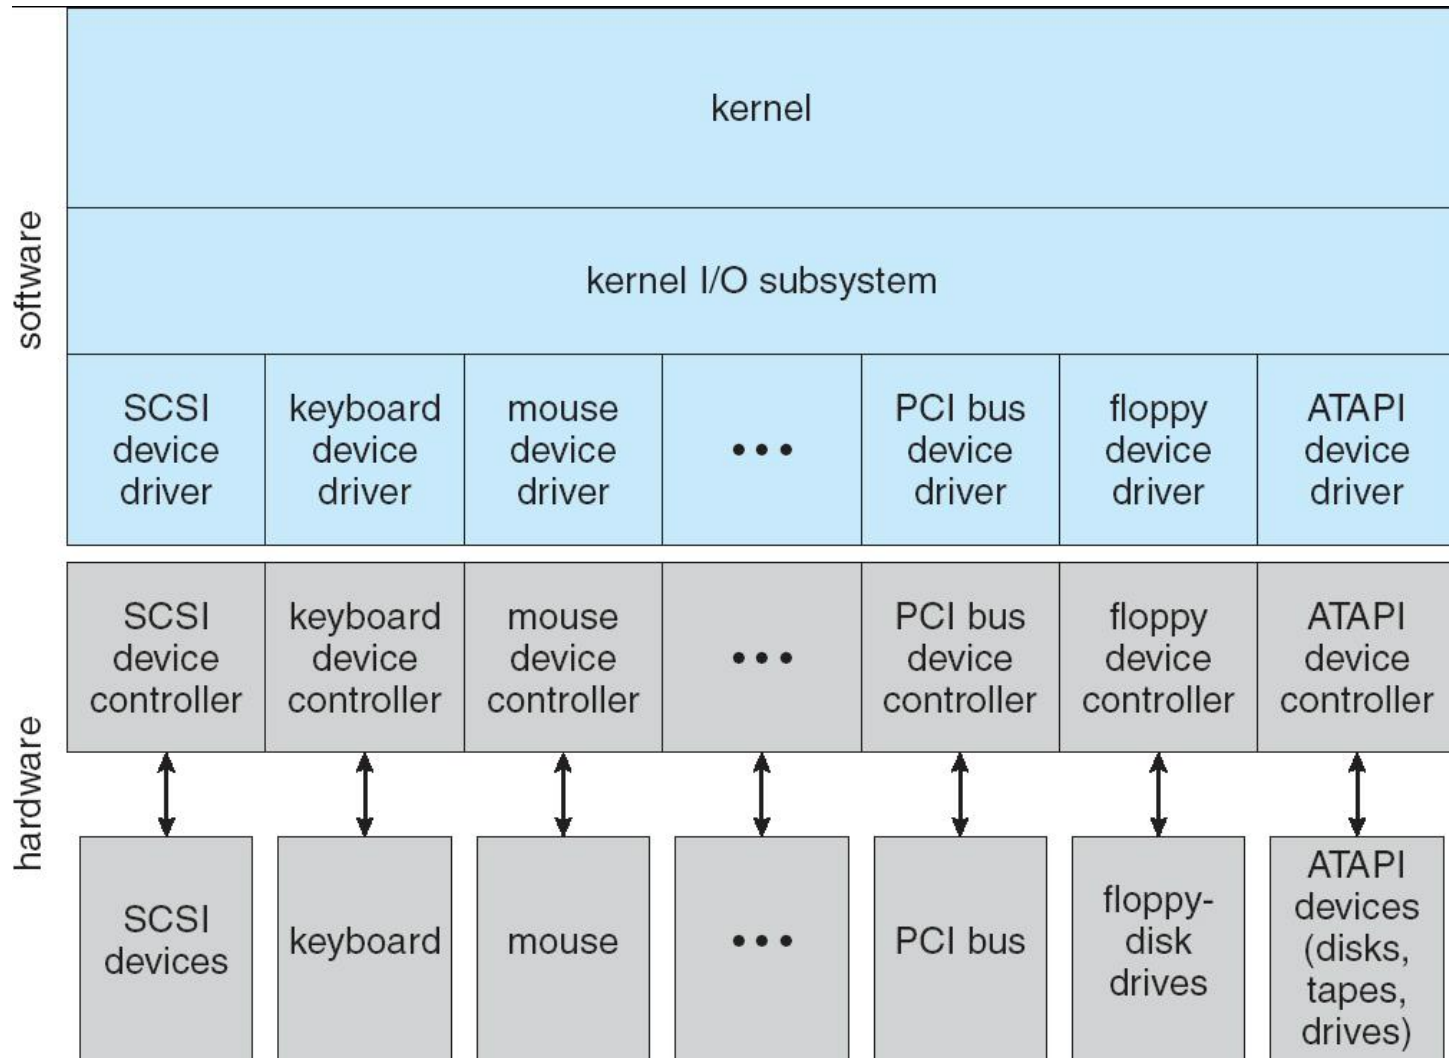 kernel
kernel I/O subsystem
software
SCSI
device
driver
keyboard
device
driver
mouse
device
driver
•••
PCI bus
device
driver
floppy
device
driver
ATAPI
device
driver
hardware
SCSI
device
controller
keyboard
device
controller
mouse
device
controller
•••
PCI bus
device
controller
floppy
device
controller
ATAPI
device
controller
SCSI
devices
keyboard
mouse
•••
PCI bus
floppy-
disk
drives
ATAPI
devices
(disks,
tapes,
drives)